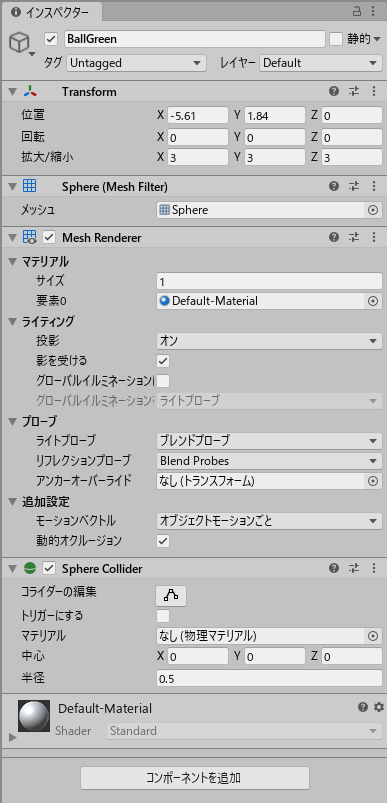 インスペクター
BallGreen 静的
タグ Untagged レイヤー Default
Transform
位置 X -5.61 Y 1.84 Z 0
回転 X 0 Y 0 Z 0
拡大/縮小 X 3 Y 3 Z 3
Sphere (Mesh Filter)
メッシュ Sphere
Mesh Renderer
マテリアル
サイズ 1
要素0 Default-Material
ライティング
投影 オン
影を受ける
グローバルイルミネーション
グローバルイルミネーション ライトプローブ
プローブ
ライトプローブ ブレンドプローブ
リフレクションプローブ Blend Probes
アンカーオーバーライド なし (トランスフォーム)
追加設定
モーションベクトル オブジェクトモーションごと
動的オクルージョン
Sphere Collider
コライダーの編集
トリガーにする
マテリアル なし (物理マテリアル)
中心 X 0 Y 0 Z 0
半径 0.5
Default-Material
Shader Standard
コンポーネントを追加